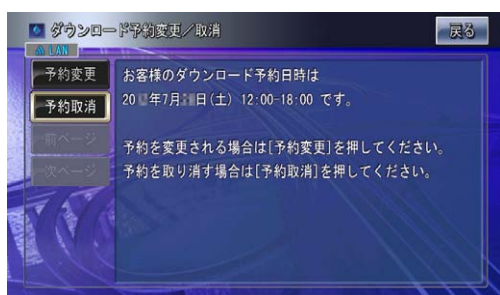 ダウンロード予約変更／取消
戻る
LAN
予約変更
予約取消
前ページ
次ページ
お客様のダウンロード予約日時は
20 年7月 日(土) 12:00-18:00 です。
予約を変更される場合は[予約変更]を押してください。
予約を取り消す場合は[予約取消]を押してください。